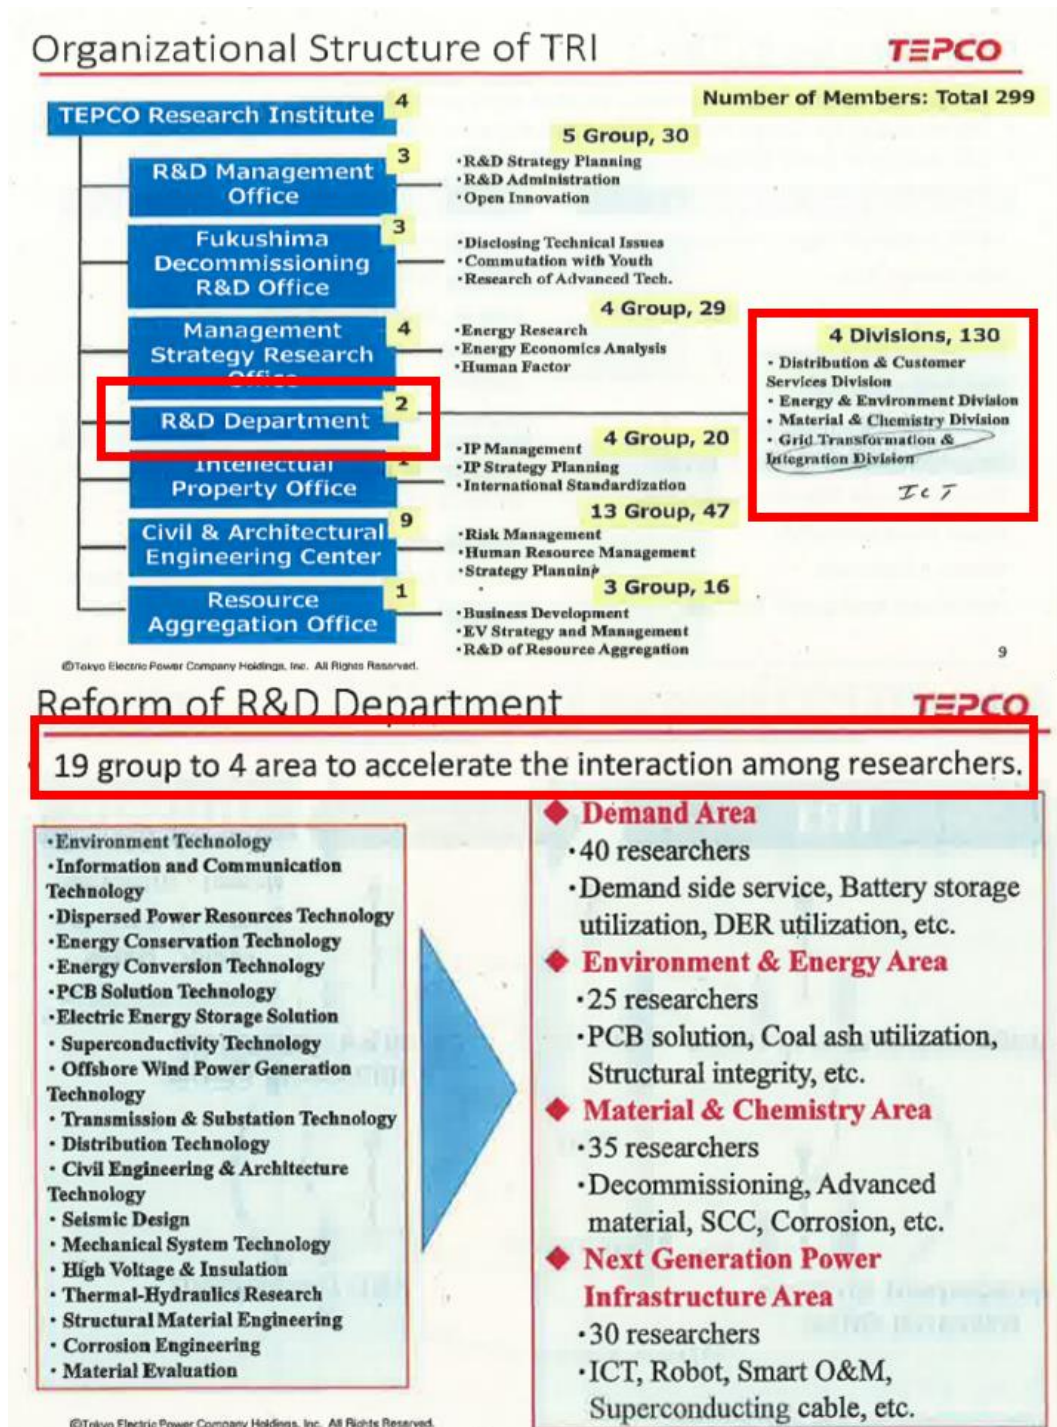 Organizational Structure of TRI
TEPCO
Number of Members: Total 299
TEPCO Research Institute 4
R&D Management
Office
3
5 Group, 30
・R&D Strategy Planning
・R&D Administration
・Open Innovation
Fukushima
Decommissioning
R&D Office
3
・Disclosing Technical Issues
・Commutation with Youth
・Research of Advanced Tech.
Management
Strategy Research
Office
4
4 Group, 29
・Energy Research
・Energy Economics Analysis
・Human Factor
R&D Department
2
4 Divisions, 130
・Distribution & Customer
Services Division
・Energy & Environment Division
・Material & Chemistry Division
・Grid Transformation &
Integration Division
ICT
Intellectual
Property Office
1
4 Group, 20
・IP Management
・IP Strategy Planning
・International Standardization
Civil & Architectural
Engineering Center
9
13 Group, 47
・Risk Management
・Human Resource Management
・Strategy Planning
Resource
Aggregation Office
1
3 Group, 16
・Business Development
・EV Strategy and Management
・R&D of Resource Aggregation
9
©Tokyo Electric Power Company Holdings, Inc. All Rights Reserved.
Reform of R&D Department
TEPCO
19 group to 4 area to accelerate the interaction among researchers.
・Environment Technology
・Information and Communication
Technology
・Dispersed Power Resources Technology
・Energy Conservation Technology
・Energy Conversion Technology
・PCB Solution Technology
・Electric Energy Storage Solution
・Superconductivity Technology
・Offshore Wind Power Generation
Technology
・Transmission & Substation Technology
・Distribution Technology
・Civil Engineering & Architecture
Technology
・Seismic Design
・Mechanical System Technology
・High Voltage & Insulation
・Thermal-Hydraulics Research
・Structural Material Engineering
・Corrosion Engineering
・Material Evaluation
◆ Demand Area
・40 researchers
・Demand side service, Battery storage
utilization, DER utilization, etc.
◆ Environment & Energy Area
・25 researchers
・PCB solution, Coal ash utilization,
Structural integrity, etc.
◆ Material & Chemistry Area
・35 researchers
・Decommissioning, Advanced
material, SCC, Corrosion, etc.
◆ Next Generation Power
Infrastructure Area
・30 researchers
・ICT, Robot, Smart O&M,
Superconducting cable, etc.
©Tokyo Electric Power Company Holdings, Inc. All Rights Reserved.